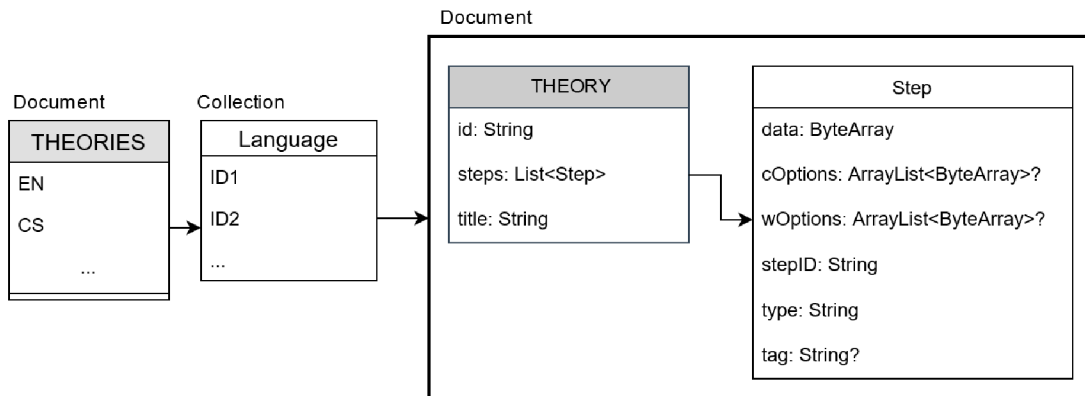 Document
Document
Collection
THEORIES
EN
CS
...
Language
ID1
ID2
...
THEORY
id: String
steps: List<Step>
title: String
Step
data: ByteArray
cOptions: ArrayList<ByteArray>?
wOptions: ArrayList<ByteArray>?
stepID: String
type: String
tag: String?